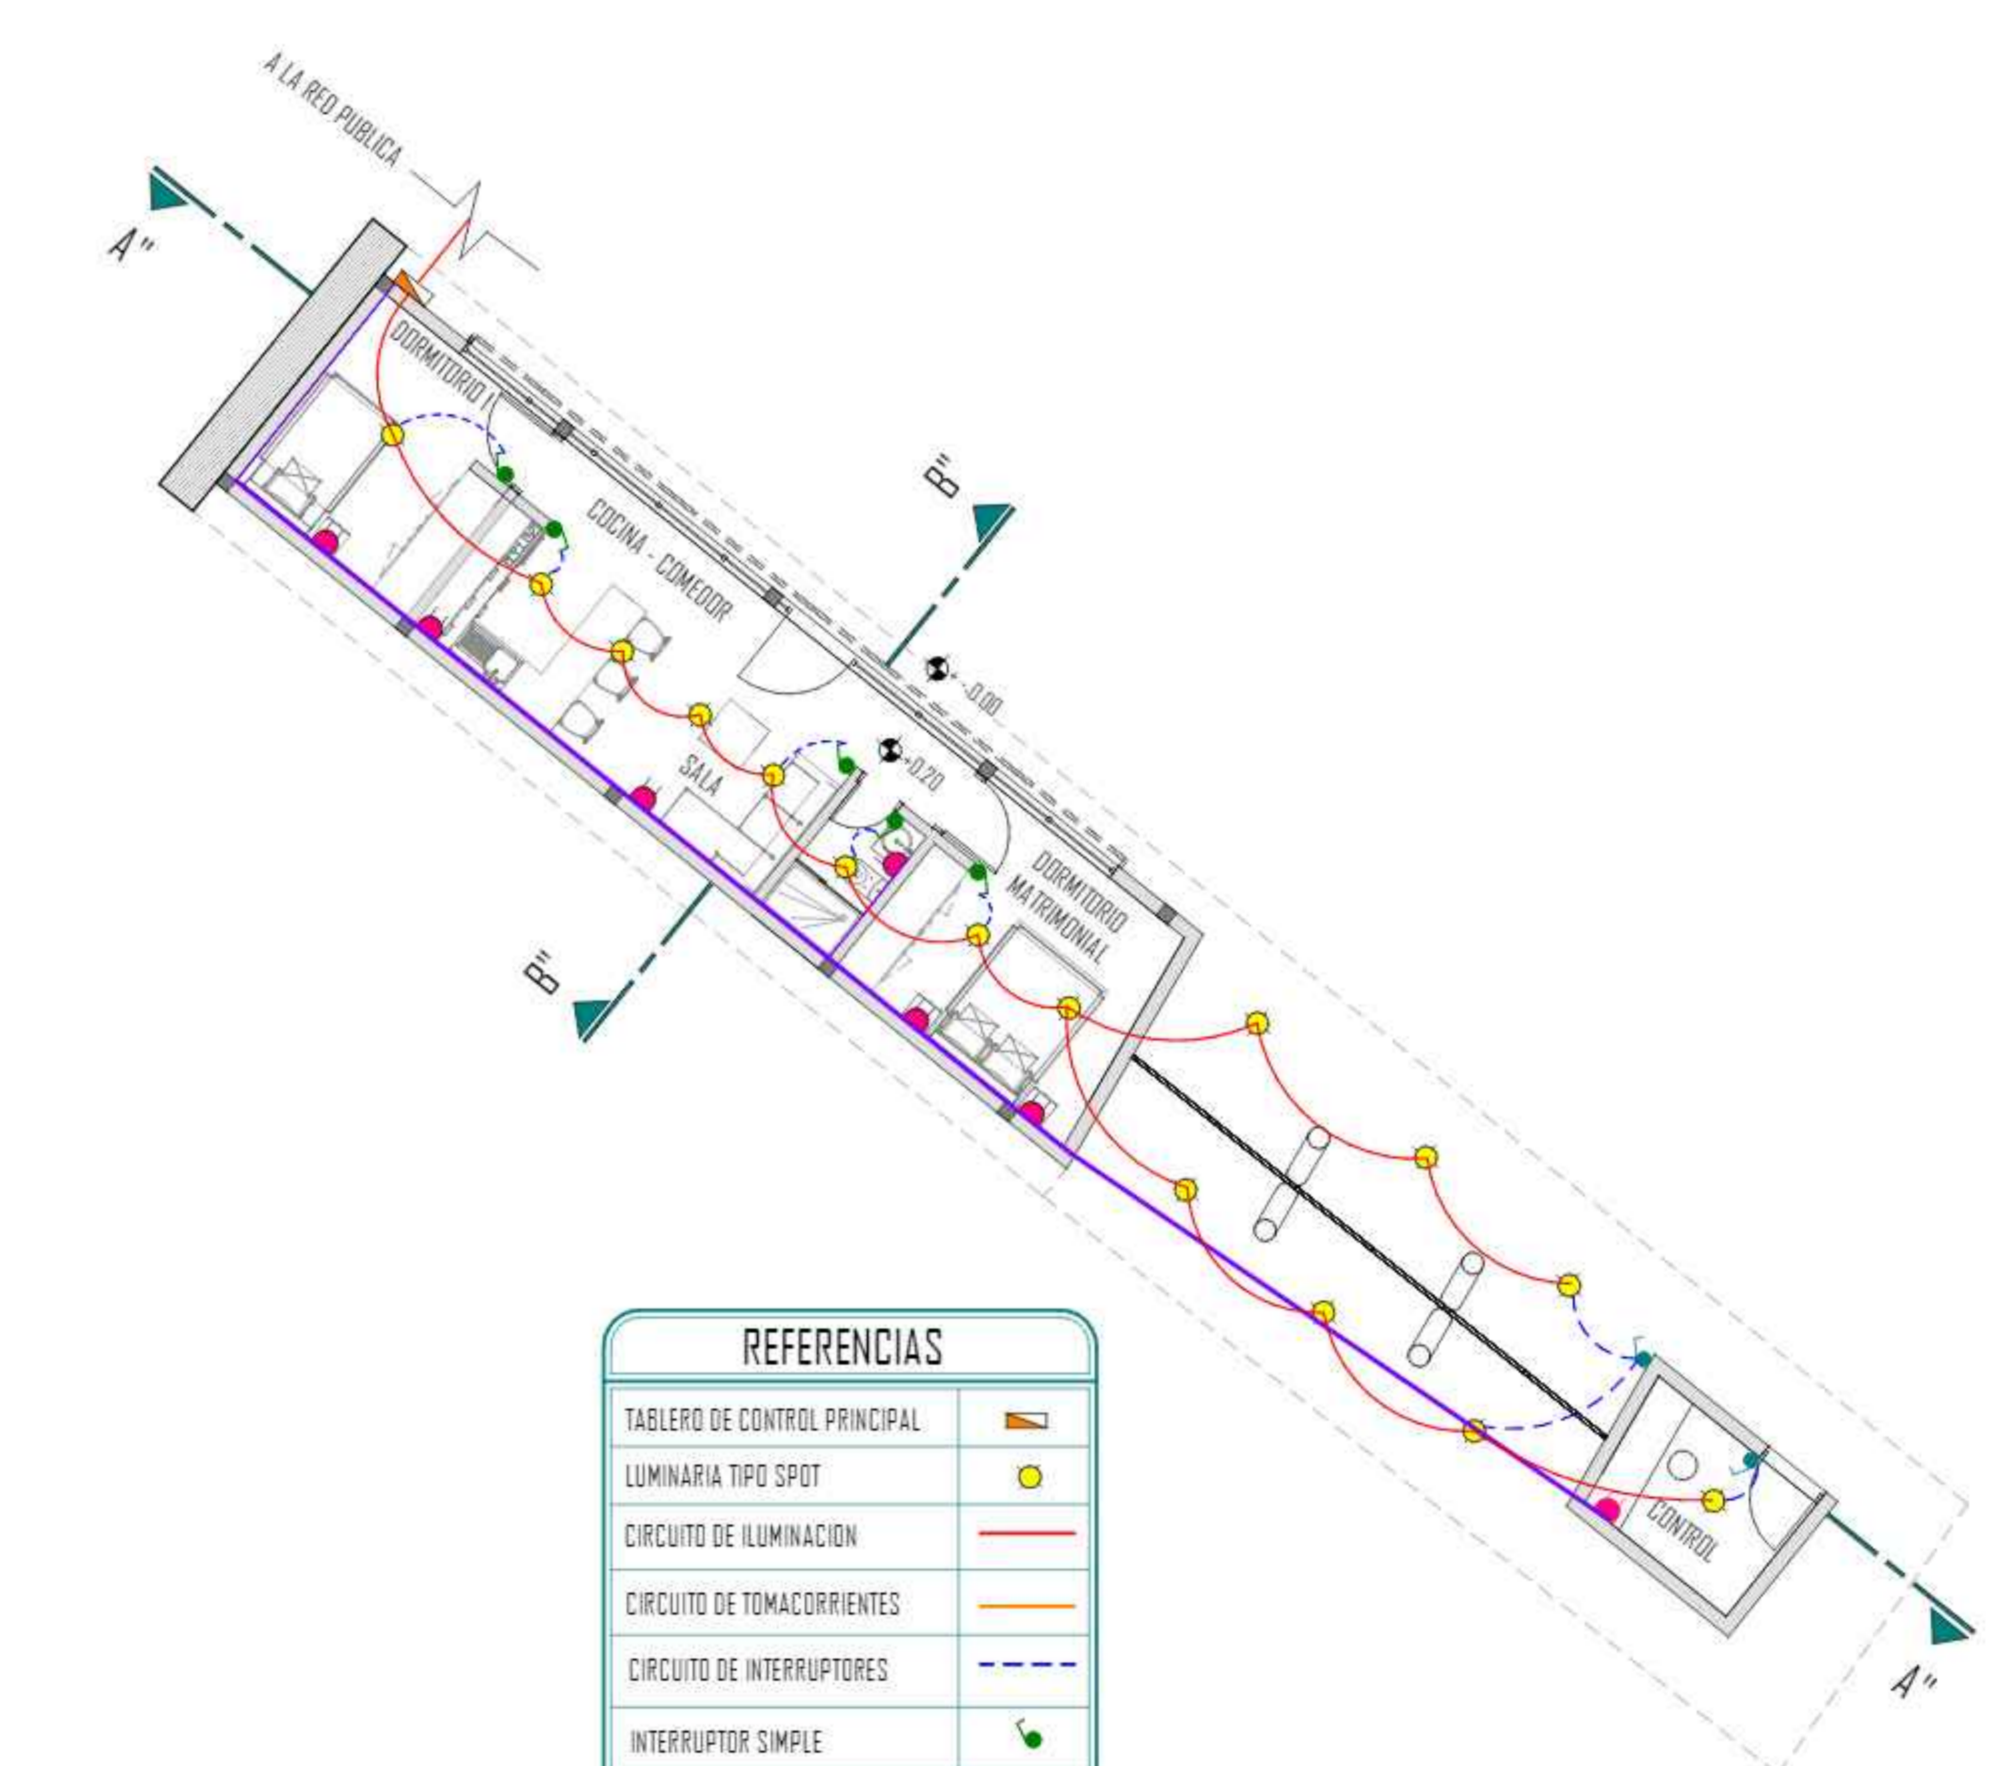 A LA RED PUBLICA
A"
DORMITORIO 1
B"
COCINA - COMEDOR
+-0.00
SALA
+0.20
DORMITORIO
MATRIMONIAL
B"
CONTROL
A"
REFERENCIAS
TABLERO DE CONTROL PRINCIPAL
LUMINARIA TIPO SPOT
CIRCUITO DE ILUMINACION
CIRCUITO DE TOMACORRIENTES
CIRCUITO DE INTERRUPTORES
INTERRUPTOR SIMPLE